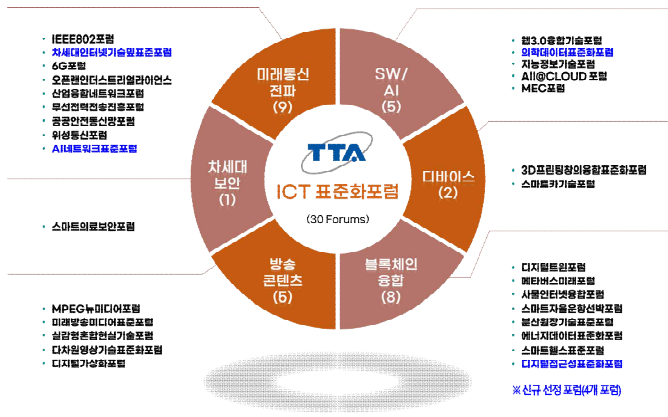 IEEE802포럼
차세대인터넷기술및표준포럼
6G포럼
오픈랜인더스트리얼라이언스
산업융합네트워크포럼
무선전력전송진흥포럼
공공안전통신망포럼
위성통신포럼
AI네트워크표준포럼
스마트의료보안포럼
MPEG뉴미디어포럼
미래방송미디어표준포럼
실감형혼합현실기술포럼
다차원영상기술표준화포럼
디지털가상화포럼
미래통신
전파
(9)
SW/
AI
(5)
차세대
보안
(1)
디바이스
(2)
방송
콘텐츠
(5)
블록체인
융합
(8)
TTA
ICT 표준화포럼
(30 Forums)
웹3.0융합기술포럼
의학데이터표준화포럼
지능정보기술포럼
All@CLOUD 포럼
MEC포럼
3D프린팅창의융합표준화포럼
스마트카기술포럼
디지털트윈포럼
메타버스미래포럼
사물인터넷융합포럼
스마트자율운항선박포럼
분산원장기술표준포럼
에너지데이터표준화포럼
스마트헬스표준포럼
디지털접근성표준화포럼
※ 신규 선정 포럼(4개 포럼)